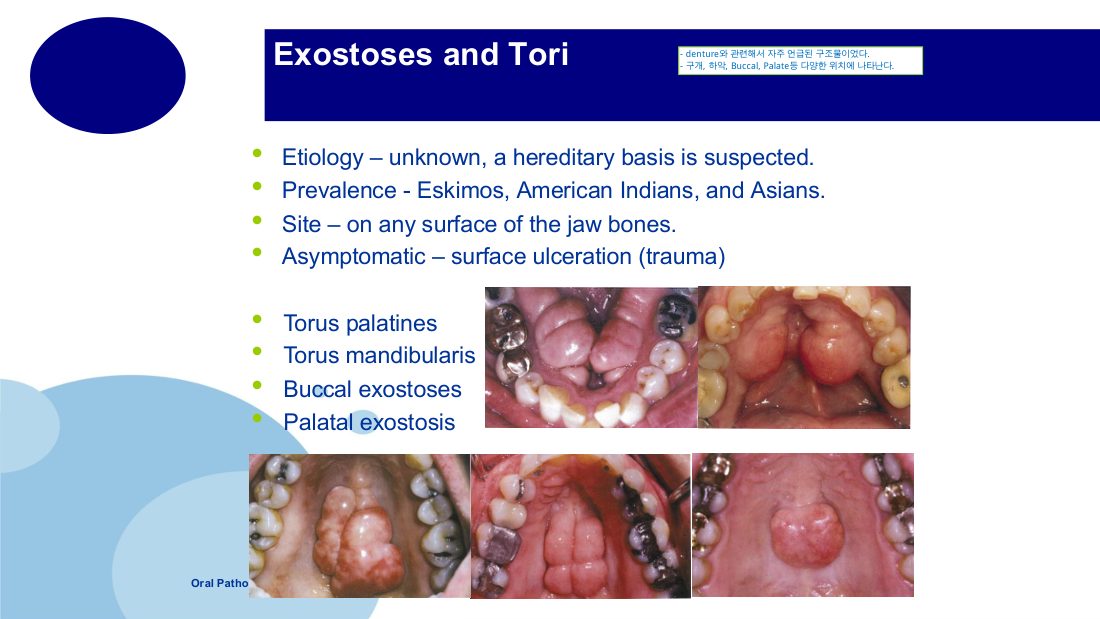 Exostoses and Tori
- denture와 관련해서 자주 언급된 구조물이었다.
- 구개, 하악, Buccal, Palate등 다양한 위치에 나타난다.
• Etiology – unknown, a hereditary basis is suspected.
• Prevalence - Eskimos, American Indians, and Asians.
• Site – on any surface of the jaw bones.
• Asymptomatic – surface ulceration (trauma)
• Torus palatines
• Torus mandibularis
• Buccal exostoses
• Palatal exostosis
Oral Patho